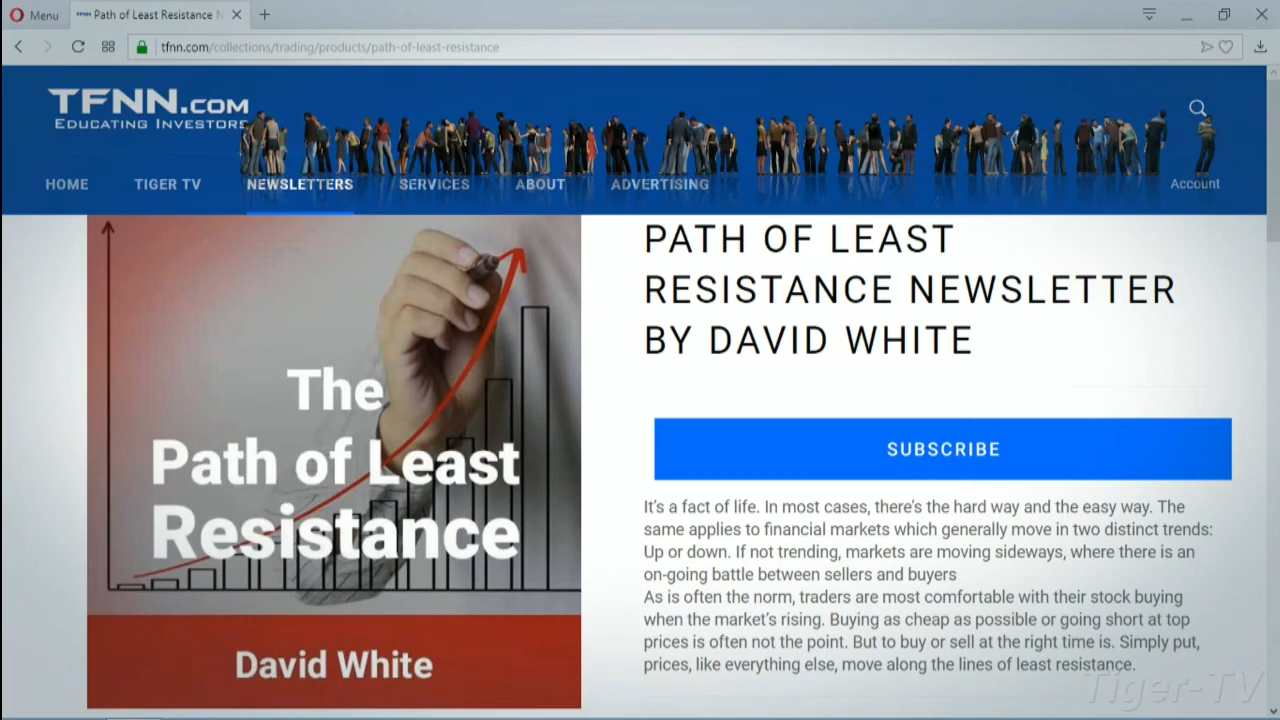 Menu
Path of Least Resistance N
tfnn.com/collections/trading/products/path-of-least-resistance
TFNN.COM
EDUCATING INVESTORS
HOME
TIGER TV
NEWSLETTERS
SERVICES
ABOUT
ADVERTISING
Account
The
Path of Least
Resistance
David White
PATH OF LEAST
RESISTANCE NEWSLETTER
BY DAVID WHITE
SUBSCRIBE
It's a fact of life. In most cases, there's the hard way and the easy way. The
same applies to financial markets which generally move in two distinct trends:
Up or down. If not trending, markets are moving sideways, where there is an
on-going battle between sellers and buyers
As is often the norm, traders are most comfortable with their stock buying
when the market's rising. Buying as cheap as possible or going short at top
prices is often not the point. But to buy or sell at the right time is. Simply put,
prices, like everything else, move along the lines of least resistance.
Tiger-TV